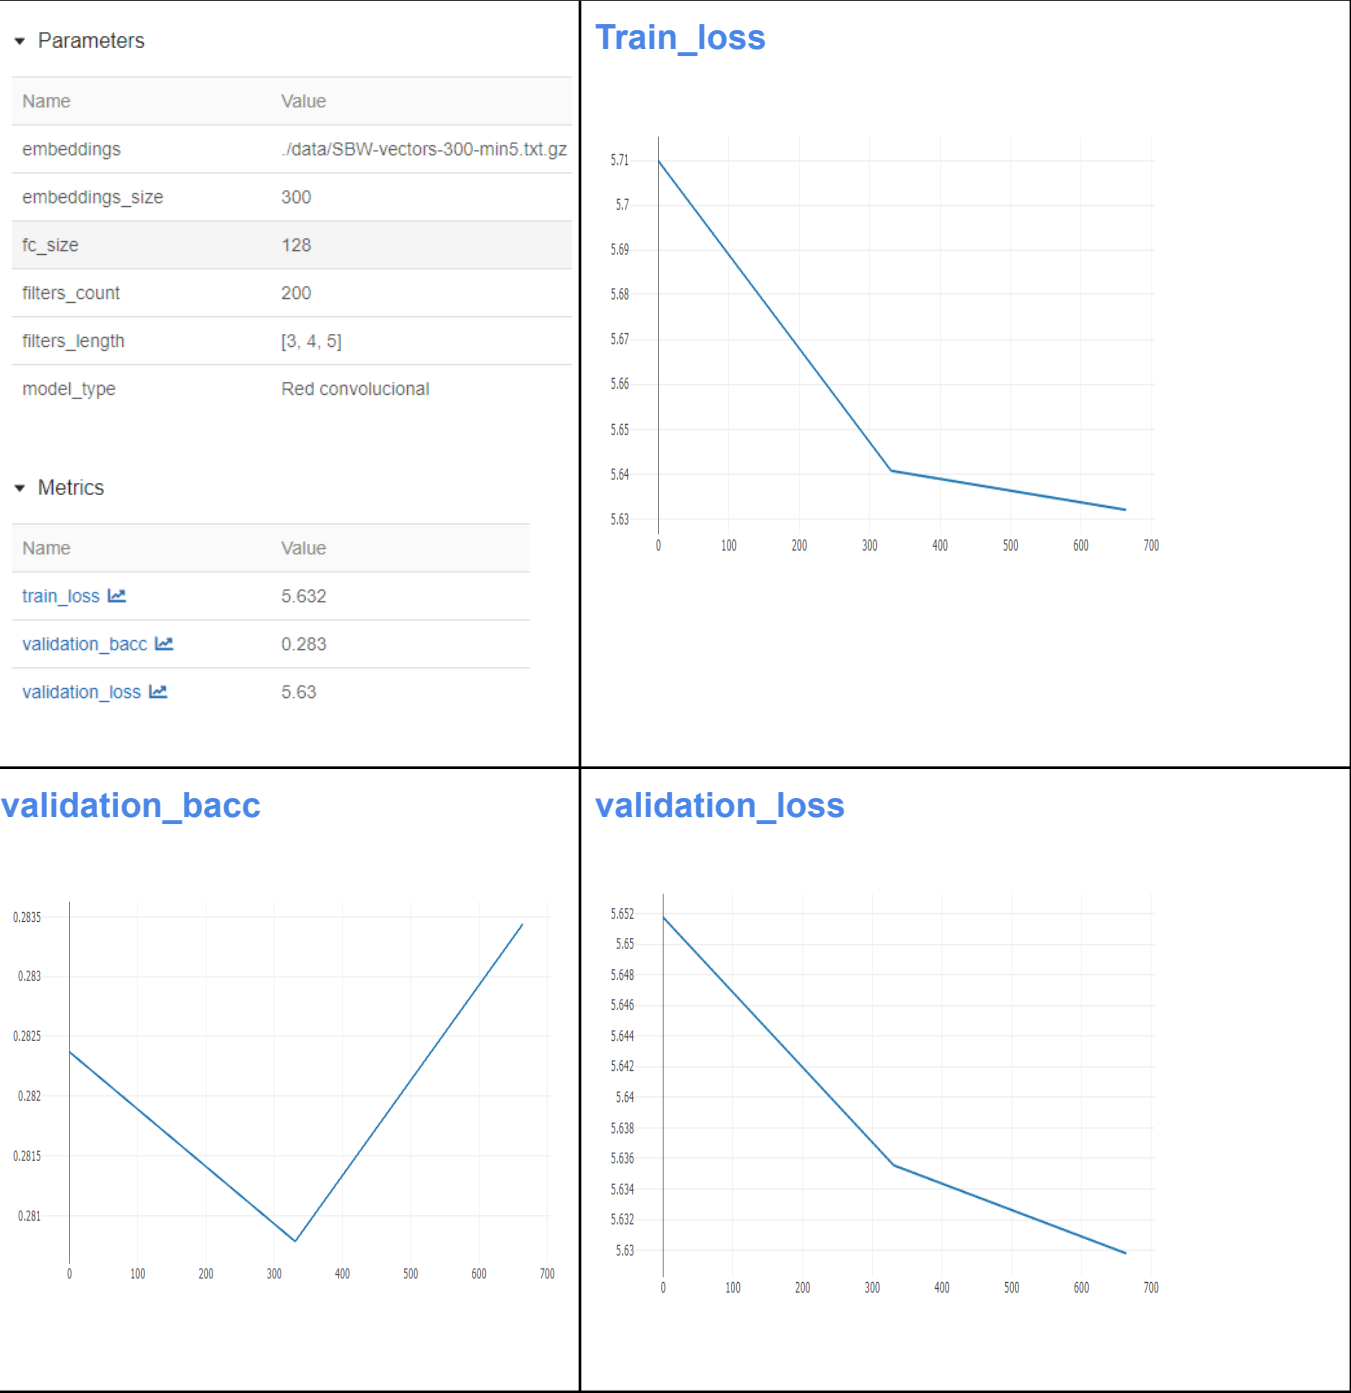 Parameters
Name Value
embeddings ./data/SBW-vectors-300-min5.txt.gz
embeddings_size 300
fc_size 128
filters_count 200
filters_length [3, 4, 5]
model_type Red convolucional
Metrics
Name Value
train_loss 5.632
validation_bacc 0.283
validation_loss 5.63
Train_loss
5.71
5.7
5.69
5.68
5.67
5.66
5.65
5.64
5.63
0 100 200 300 400 500 600 700
validation_bacc
0.2835
0.283
0.2825
0.282
0.2815
0.281
0 100 200 300 400 500 600 700
validation_loss
5.652
5.65
5.648
5.646
5.644
5.642
5.64
5.638
5.636
5.634
5.632
5.63
0 100 200 300 400 500 600 700